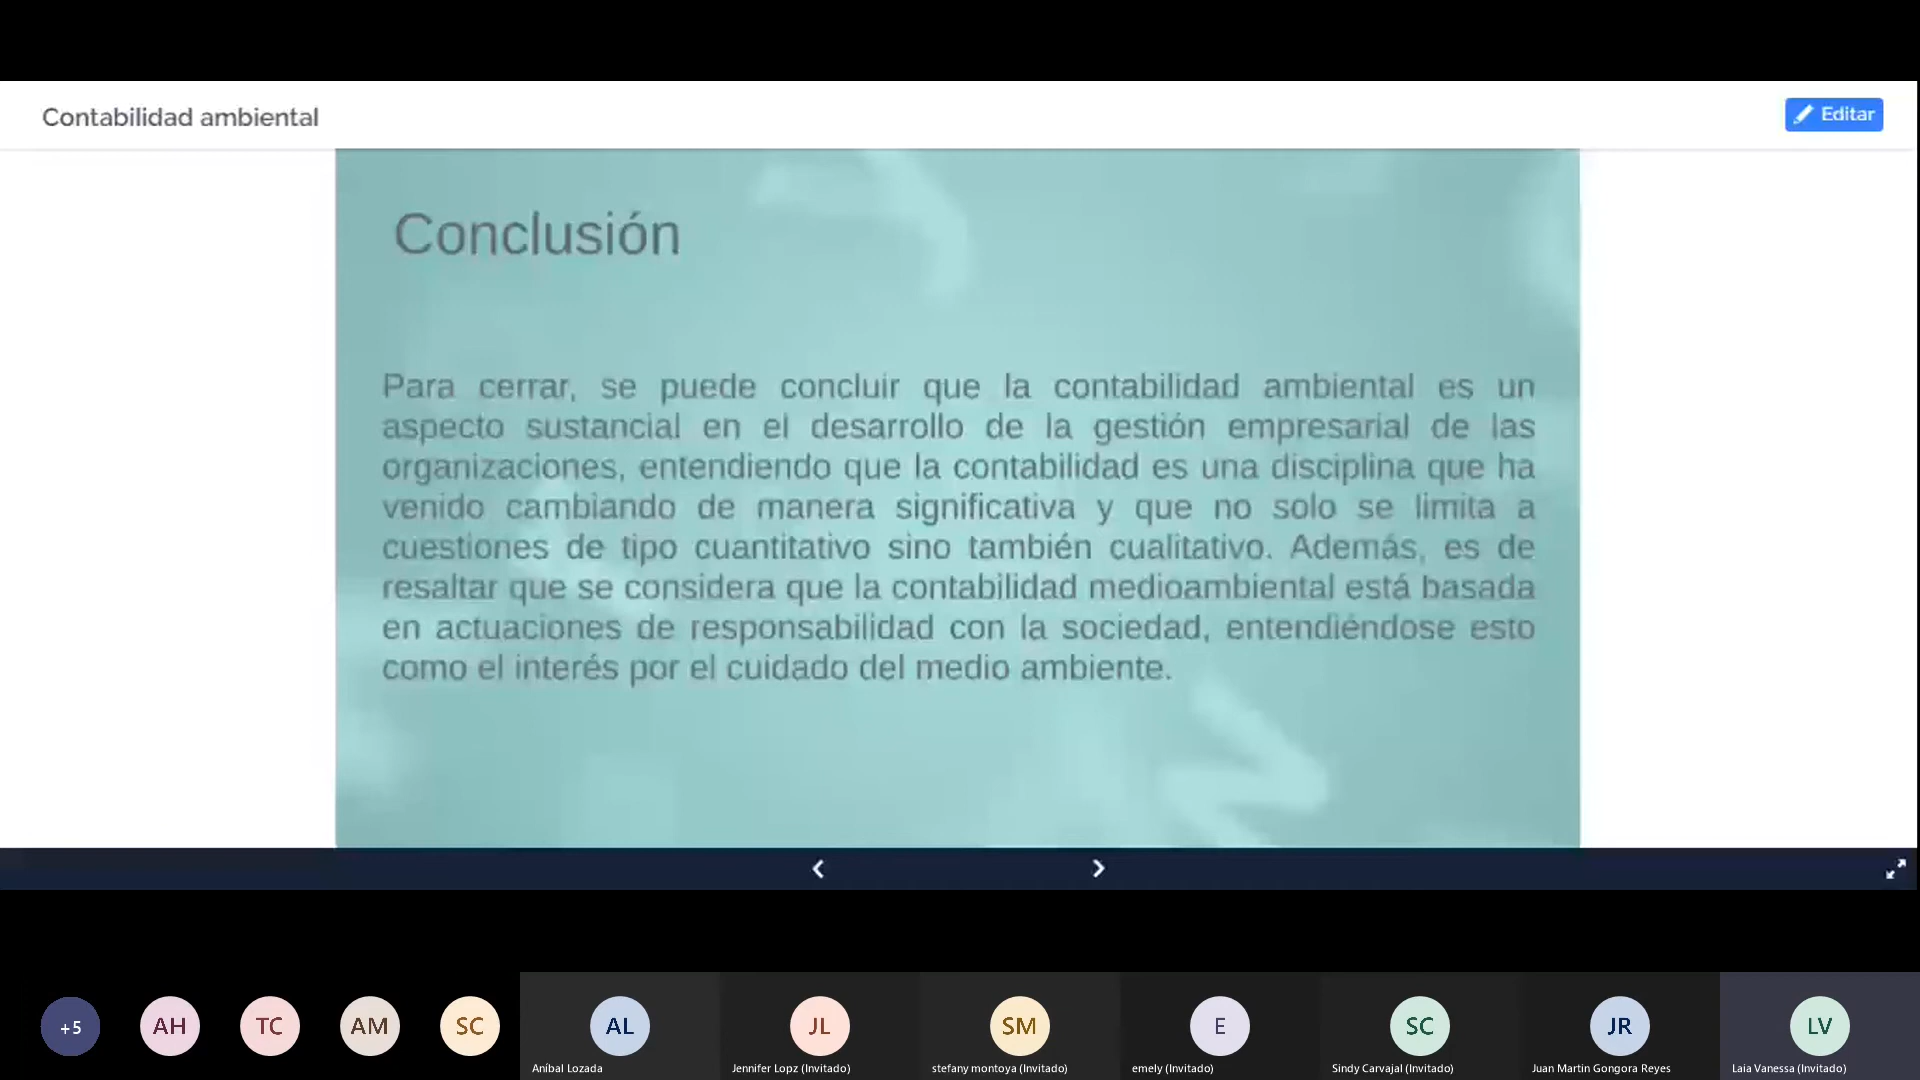 Contabilidad ambiental
Editar
Conclusión
Para cerrar, se puede concluir que la contabilidad ambiental es un
aspecto sustancial en el desarrollo de la gestión empresarial de las
organizaciones, entendiendo que la contabilidad es una disciplina que ha
venido cambiando de manera significativa y que no solo se limita a
cuestiones de tipo cuantitativo sino también cualitativo. Además, es de
resaltar que se considera que la contabilidad medioambiental está basada
en actuaciones de responsabilidad con la sociedad, entendiéndose esto
como el interés por el cuidado del medio ambiente.
+5
AH
TC
AM
SC
AL
JL
SM
E
SC
JR
LV
Aníbal Lozada
Jennifer Lopz (Invitado)
stefany montoya (Invitado)
emely (Invitado)
Sindy Carvajal (Invitado)
Juan Martin Gongora Reyes
Laia Vanessa (Invitado)